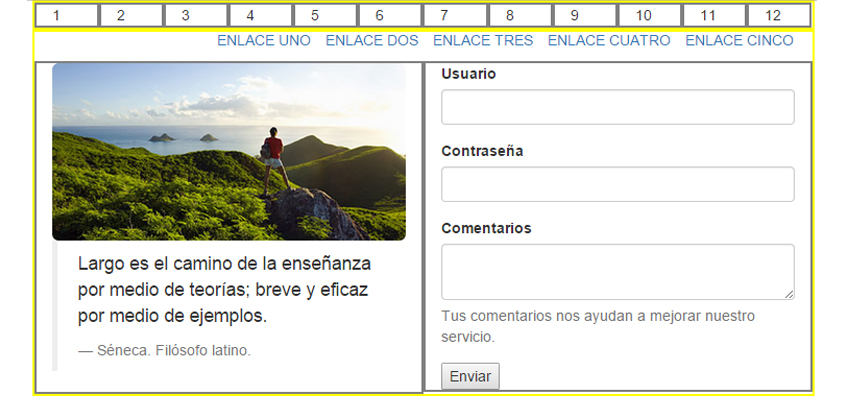 1 2 3 4 5 6 7 8 9 10 11 12
ENLACE UNO ENLACE DOS ENLACE TRES ENLACE CUATRO ENLACE CINCO
Largo es el camino de la enseñanza
por medio de teorías; breve y eficaz
por medio de ejemplos.
— Séneca. Filósofo latino.
Usuario
Contraseña
Comentarios
Tus comentarios nos ayudan a mejorar nuestro
servicio.
Enviar